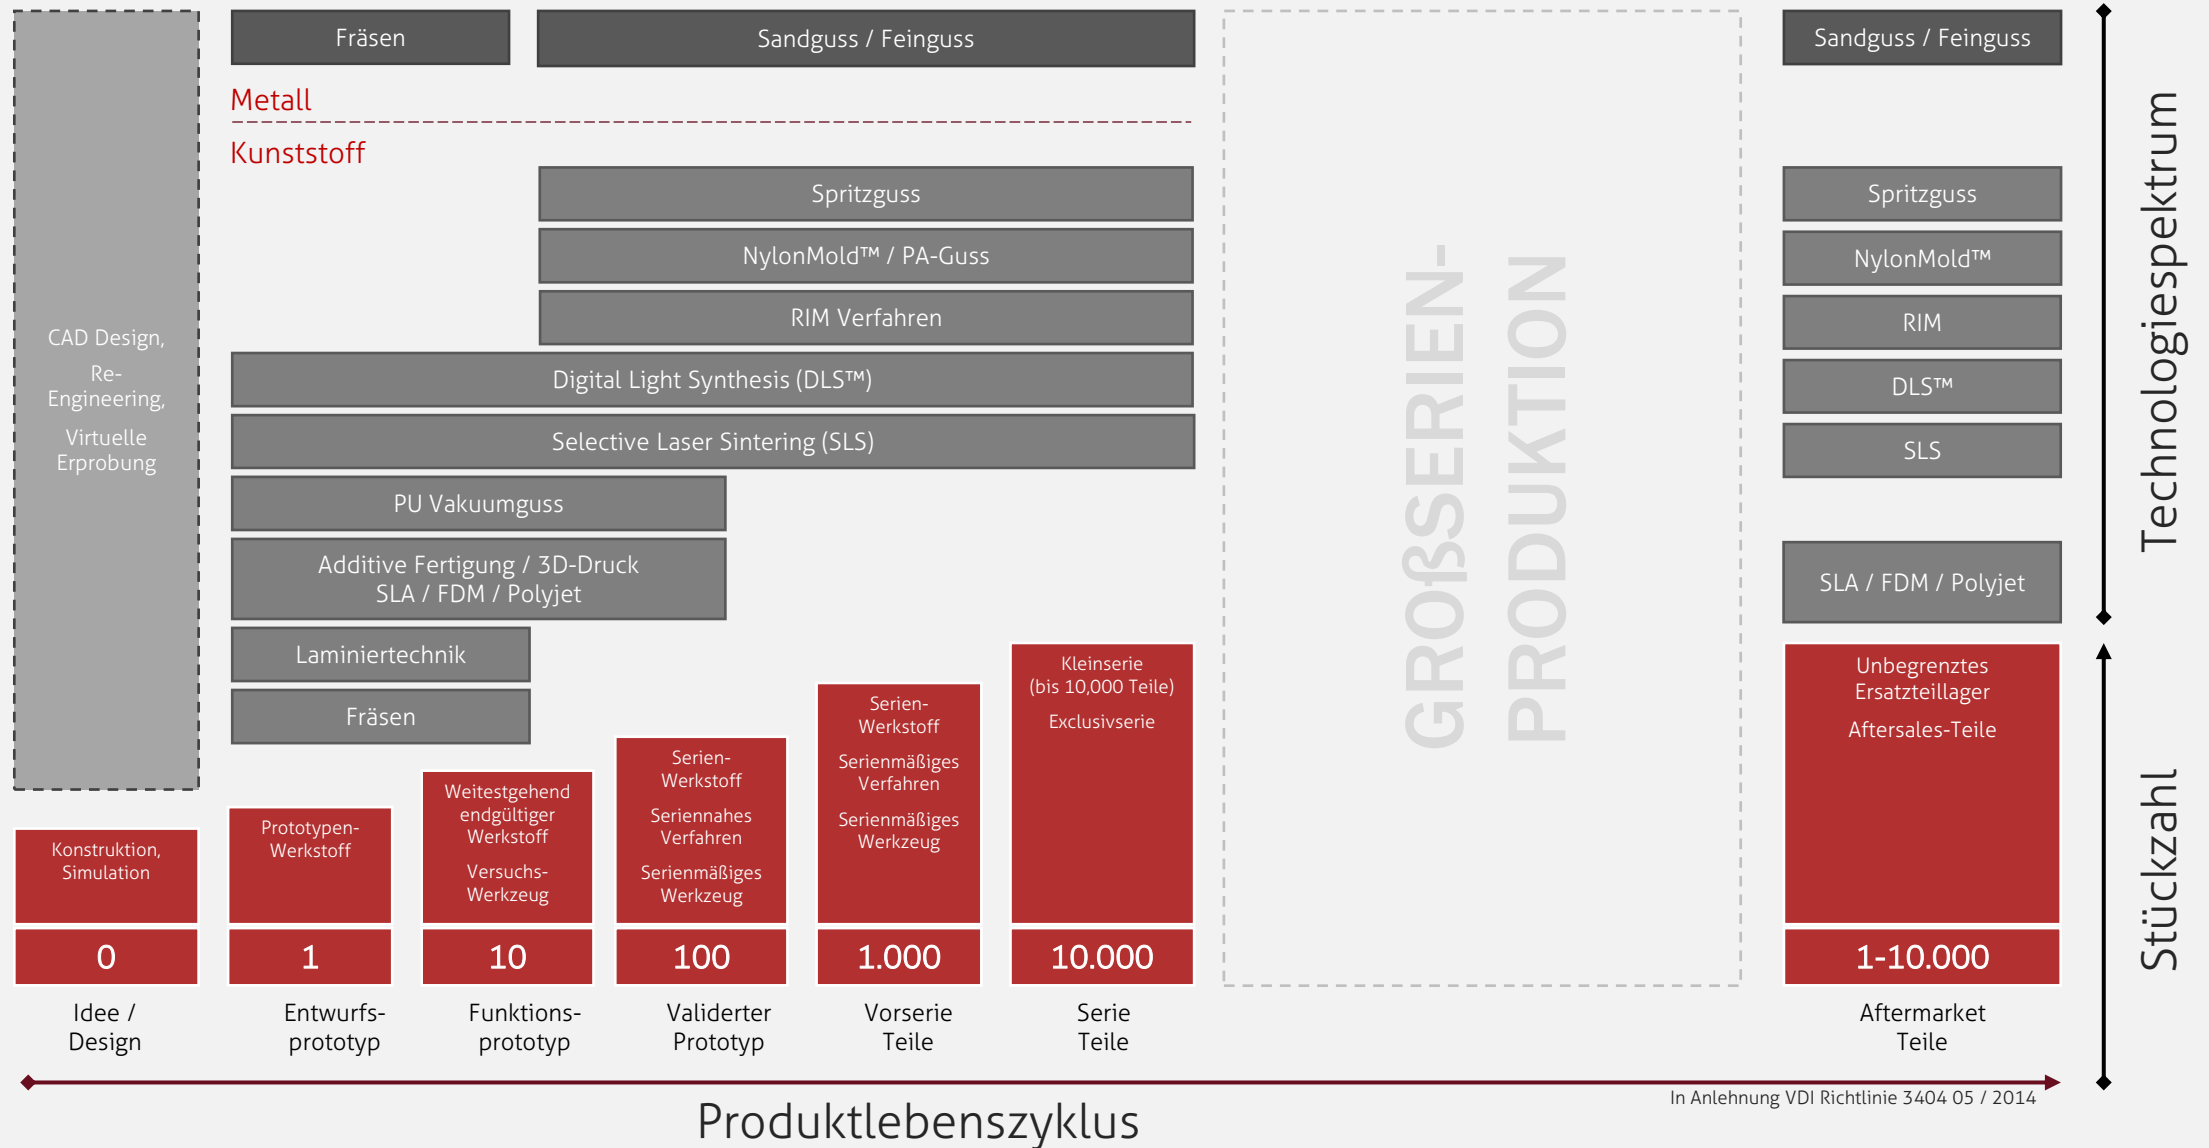 Fräsen
Sandguss / Feinguss
Sandguss / Feinguss
Metall
Kunststoff
Spritzguss
NylonMold™ / PA-Guss
RIM Verfahren
Digital Light Synthesis (DLS™)
Selective Laser Sintering (SLS)
PU Vakuumguss
Additive Fertigung / 3D-Druck
SLA / FDM / Polyjet
Laminiertechnik
Fräsen
CAD Design,
Re-
Engineering,
Virtuelle
Erprobung
GROßSERIEN-
PRODUKTION
Spritzguss
NylonMold™
RIM
DLS™
SLS
SLA / FDM / Polyjet
Technologiespektrum
Konstruktion,
Simulation
0
Idee /
Design
Prototypen-
Werkstoff
1
Entwurfs-
prototyp
Weitestgehend
endgültiger
Werkstoff
Versuchs-
Werkzeug
10
Funktions-
prototyp
Serien-
Werkstoff
Seriennahes
Verfahren
Serienmäßiges
Werkzeug
100
Validerter
Prototyp
Serien-
Werkstoff
Serienmäßiges
Verfahren
Serienmäßiges
Werkzeug
1.000
Vorserie
Teile
Kleinserie
(bis 10,000 Teile)
Exclusivserie
10.000
Serie
Teile
Unbegrenztes
Ersatzteillager
Aftersales-Teile
1-10.000
Aftermarket
Teile
Stückzahl
In Anlehnung VDI Richtlinie 3404 05 / 2014
Produktlebenszyklus